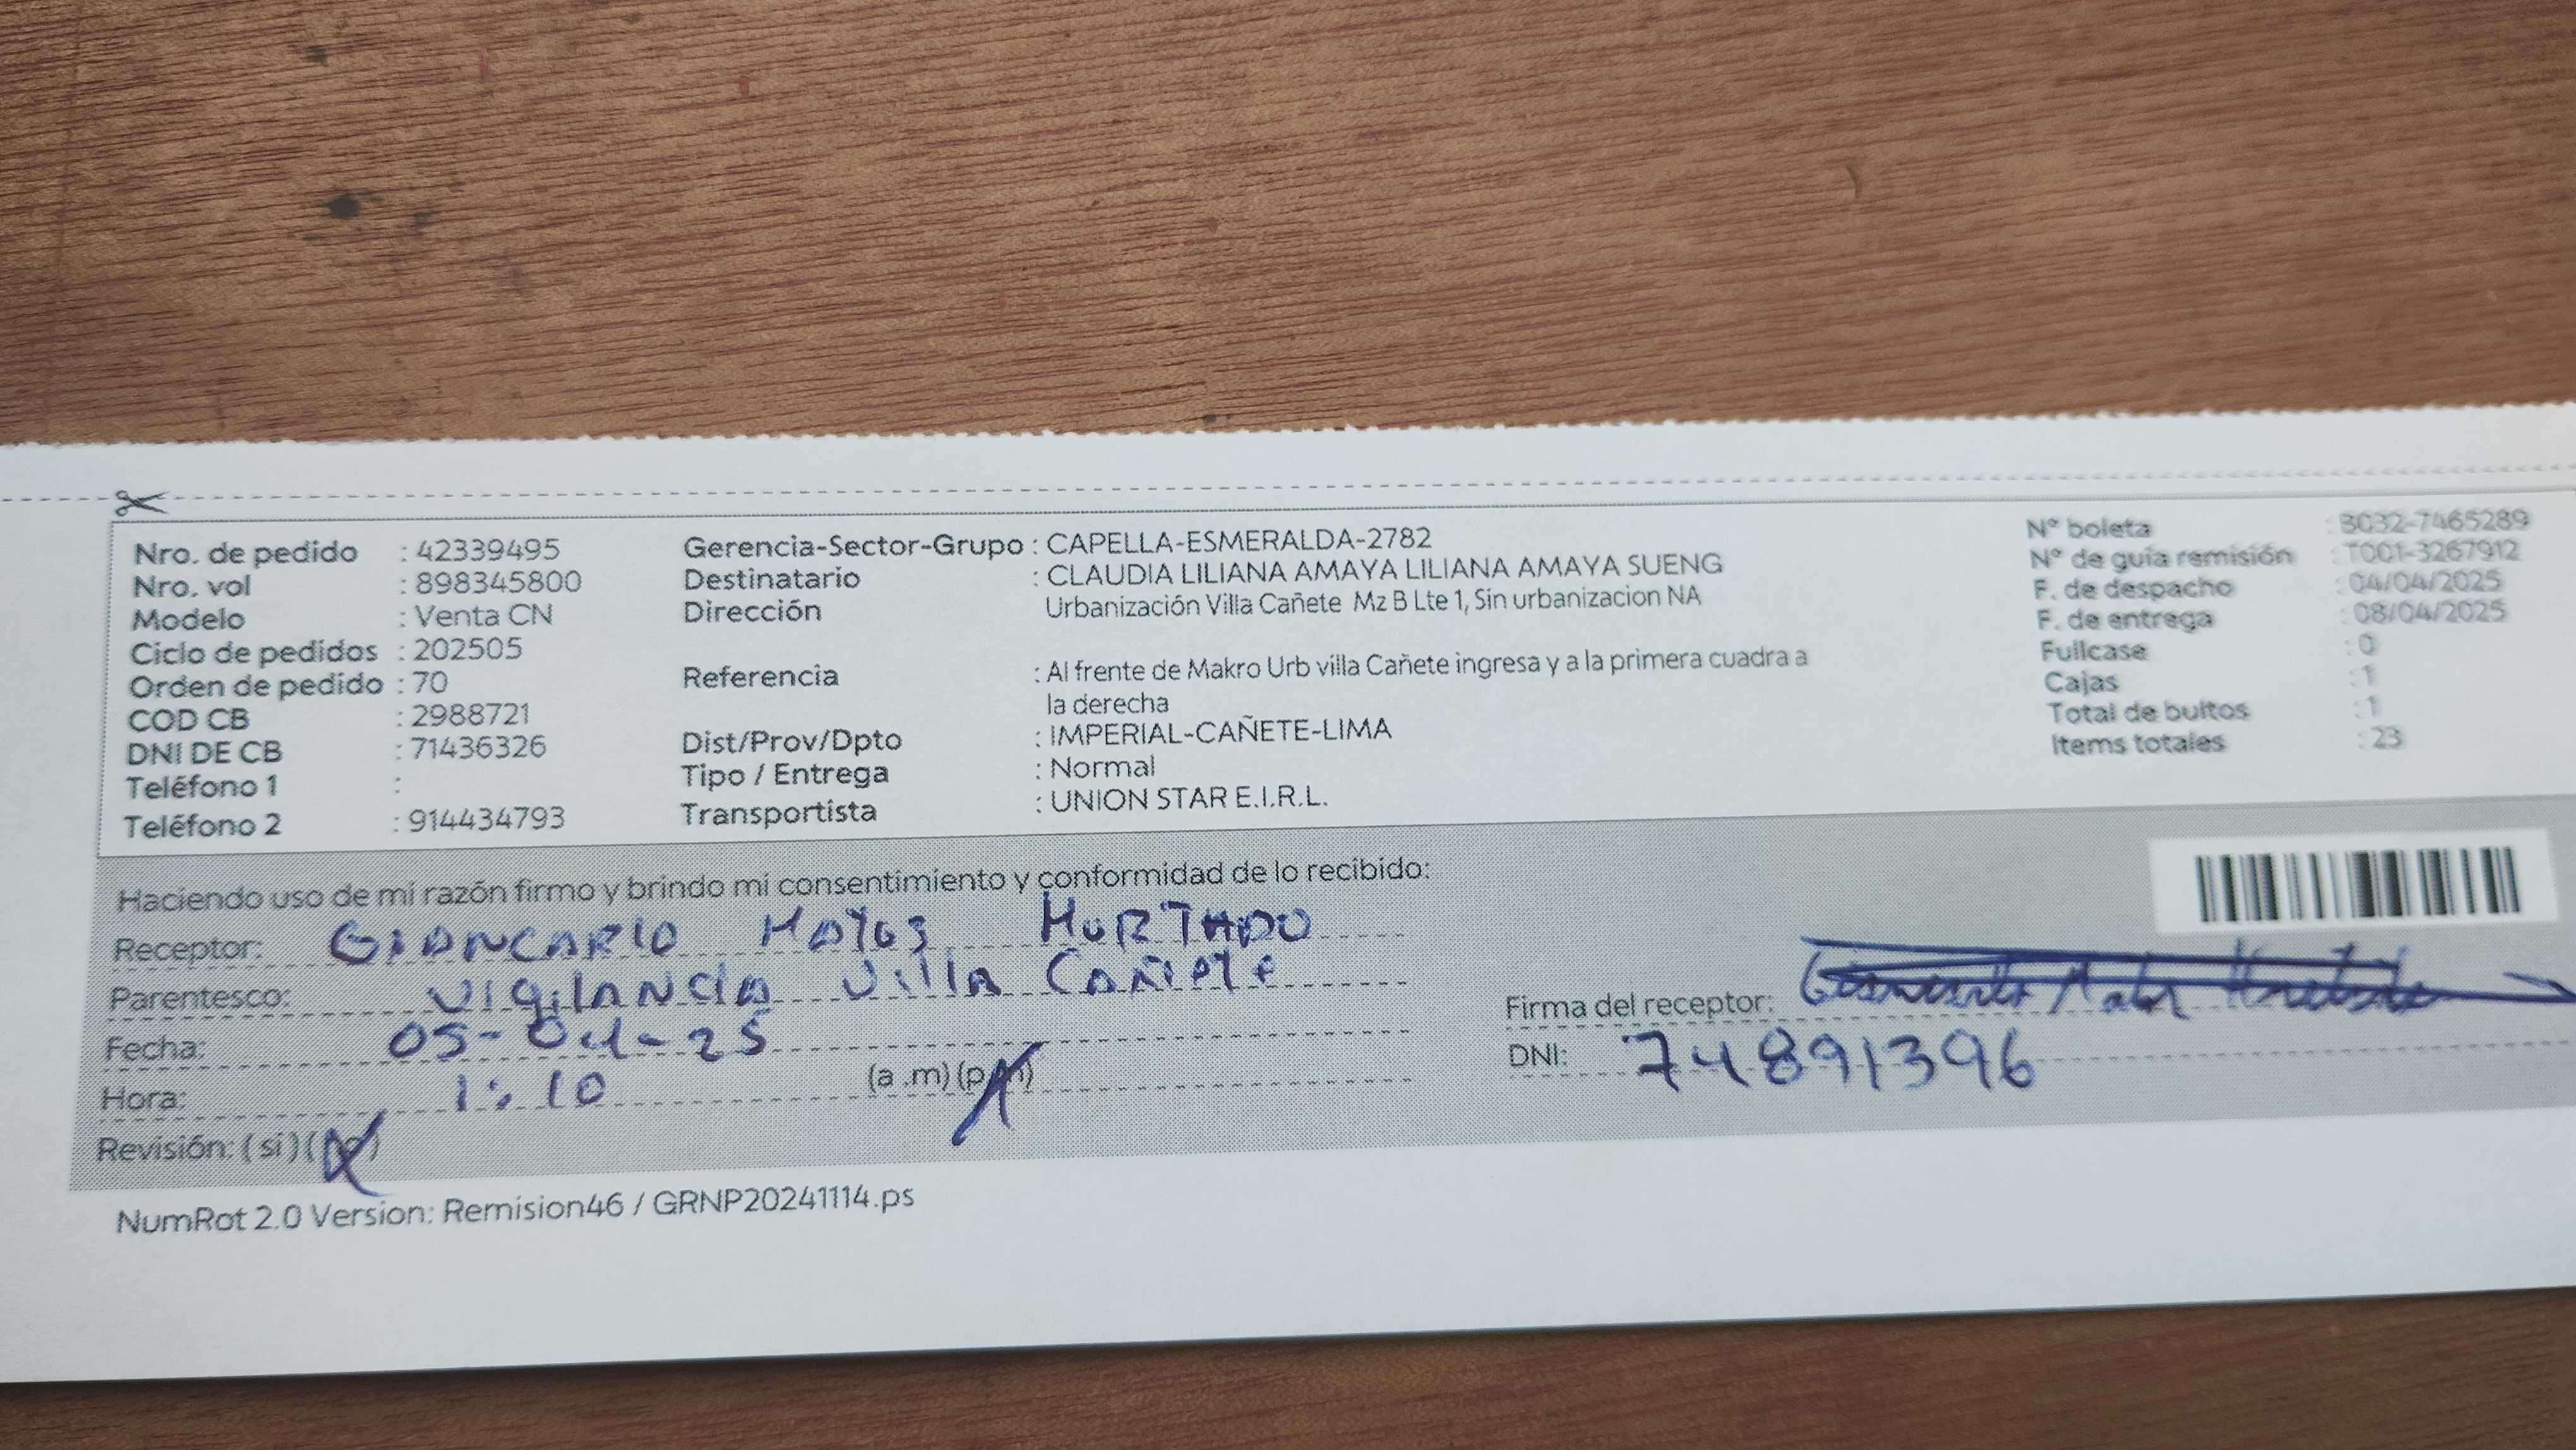 Nro. de pedido : 42339495
Nro. vol : 898345800
Modelo : Venta CN
Ciclo de pedidos : 202505
Orden de pedido : 70
COD CB : 2988721
DNI DE CB : 71436326
Teléfono 1 :
Teléfono 2 : 914434793
Gerencia-Sector-Grupo : CAPELLA-ESMERALDA-2782
Destinatario : CLAUDIA LILIANA AMAYA LILIANA AMAYA SUENG
Dirección Urbanización Villa Cañete Mz B Lte 1, Sin urbanizacion NA
Referencia : Al frente de Makro Urb villa Cañete ingresa y a la primera cuadra a
la derecha
Dist/Prov/Dpto : IMPERIAL-CAÑETE-LIMA
Tipo / Entrega : Normal
Transportista : UNION STAR E.I.R.L.
N° boleta : B032-7465289
N° de guía remisión : T001-3267912
F. de despacho : 04/04/2025
F. de entrega : 08/04/2025
Fullcase : 0
Cajas : 1
Total de bultos : 1
Items totales : 23
Haciendo uso de mi razón firmo y brindo mi consentimiento y conformidad de lo recibido:
Receptor: GIANCARLO HOYOS HURTADO
Parentesco: Vigilancia Villa Cañete
Fecha: 05-04-25
Hora: 1:10 (a .m) (p.m)
Revisión: ( si ) ( no )
Firma del receptor:
DNI: 74891396
NumRot 2.0 Version: Remision46 / GRNP20241114.ps